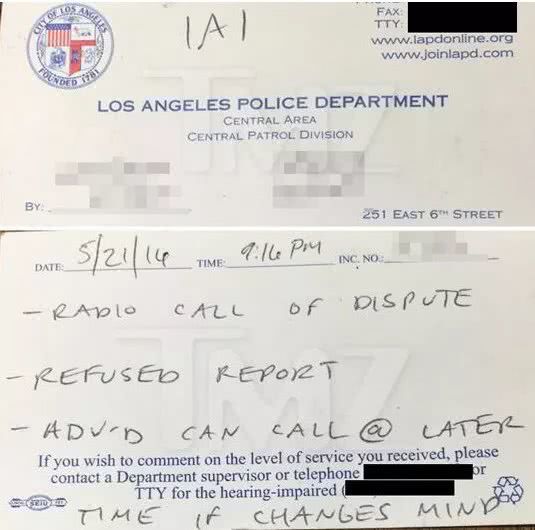 FAX:
TTY:
www.lapdonline.org
www.joinlapd.com
CITY OF LOS ANGELES
FOUNDED 1781
1A1
LOS ANGELES POLICE DEPARTMENT
CENTRAL AREA
CENTRAL PATROL DIVISION
TMZ
BY:
251 EAST 6TH STREET
DATE: 5/21/16 TIME: 9:16 PM INC. NO.:
- RADIO CALL OF DISPUTE
TMZ
- REFUSED REPORT
- ADV'D CAN CALL @ LATER
If you wish to comment on the level of service you received, please
contact a Department supervisor or telephone or
TTY for the hearing-impaired (
SEIU
TIME IF CHANGES MIND